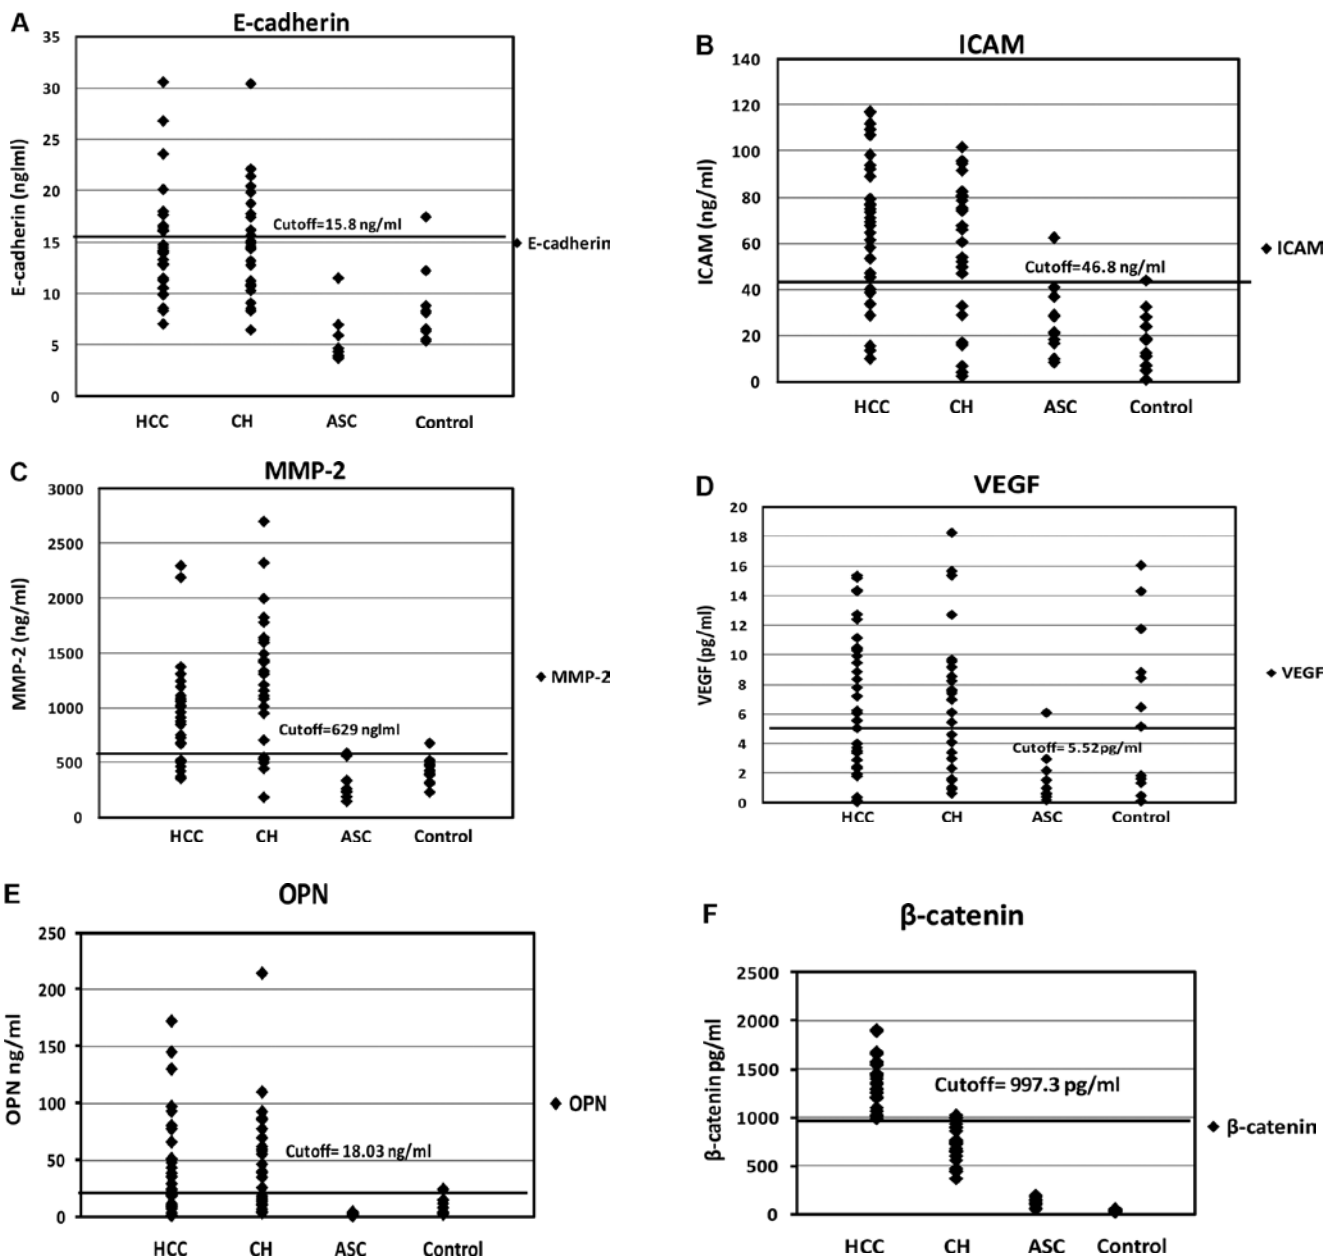 A
E-cadherin
35
30
25
20
15
10
5
0
E-cadherin (nglml)
Cutoff=15.8 ng/ml
E-cadherin
HCC CH ASC Control
B
ICAM
140
120
100
80
60
40
20
0
ICAM (ng/ml)
Cutoff=46.8 ng/ml
ICAM
HCC CH ASC Control
C
MMP-2
3000
2500
2000
1500
1000
500
0
MMP-2 (ng/ml)
Cutoff=629 nglml
MMP-2
HCC CH ASC Control
D
VEGF
20
18
16
14
12
10
8
6
4
2
0
VEGF (pg/ml)
Cutoff= 5.52pg/ml
VEGF
HCC CH ASC Control
E
OPN
250
200
150
100
50
0
OPN ng/ml
Cutoff= 18.03 ng/ml
OPN
HCC CH ASC Control
F
β-catenin
2500
2000
1500
1000
500
0
β-catenin pg/ml
Cutoff= 997.3 pg/ml
β-catenin
HCC CH ASC Control